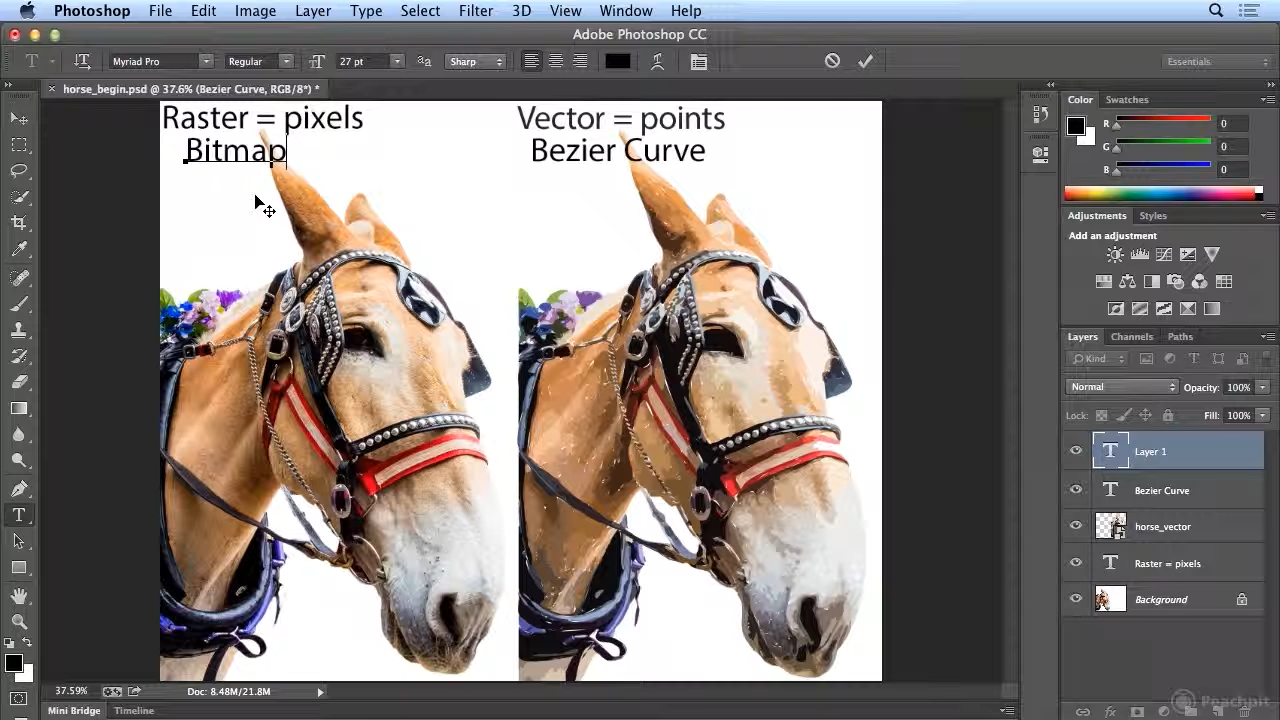 Photoshop File Edit Image Layer Type Select Filter 3D View Window Help
Adobe Photoshop CC
Myriad Pro Regular 27 pt Sharp Essentials
horse_begin.psd @ 37.6% (Bezier Curve, RGB/8*) *
Raster = pixels
Bitmap
Vector = points
Bezier Curve
Color Swatches
R 0
G 0
B 0
Adjustments Styles
Add an adjustment
Layers Channels Paths
Kind
Normal Opacity: 100%
Lock: Fill: 100%
Layer 1
Bezier Curve
horse_vector
Raster = pixels
Background
37.59% Doc: 8.48M/21.8M
Mini Bridge Timeline
Peachpit